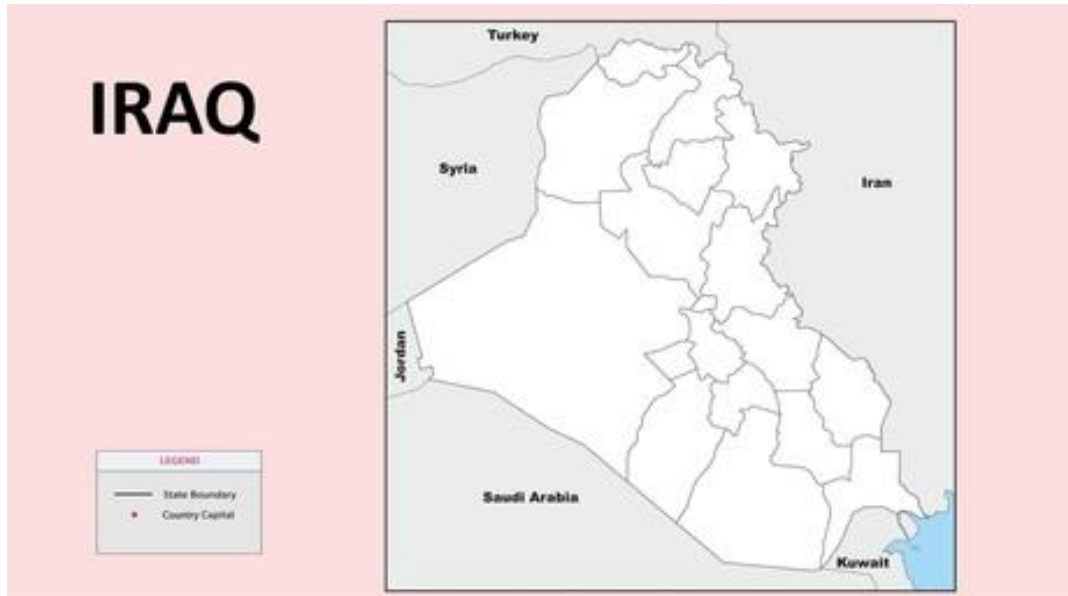 IRAQ
Turkey
Syria
Iran
Jordan
Saudi Arabia
Kuwait
LEGEND
State Boundary
Country Capital